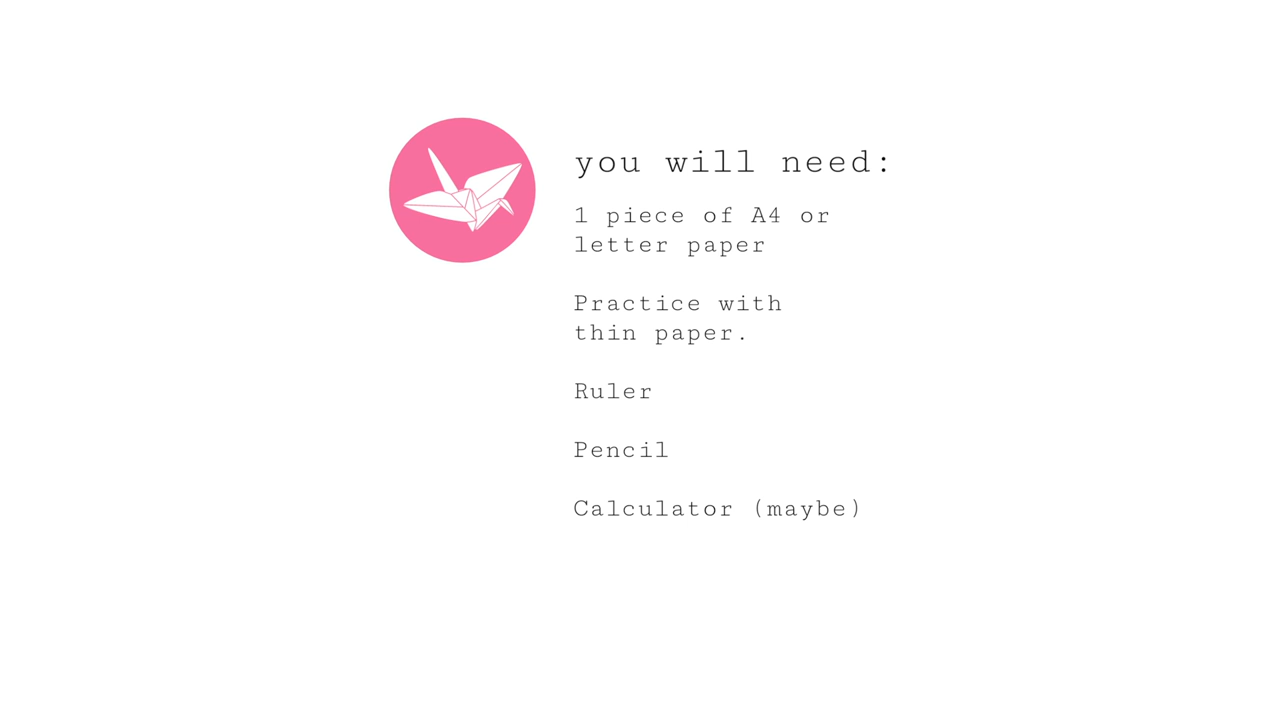 you will need:
1 piece of A4 or
letter paper
Practice with
thin paper.
Ruler
Pencil
Calculator (maybe)